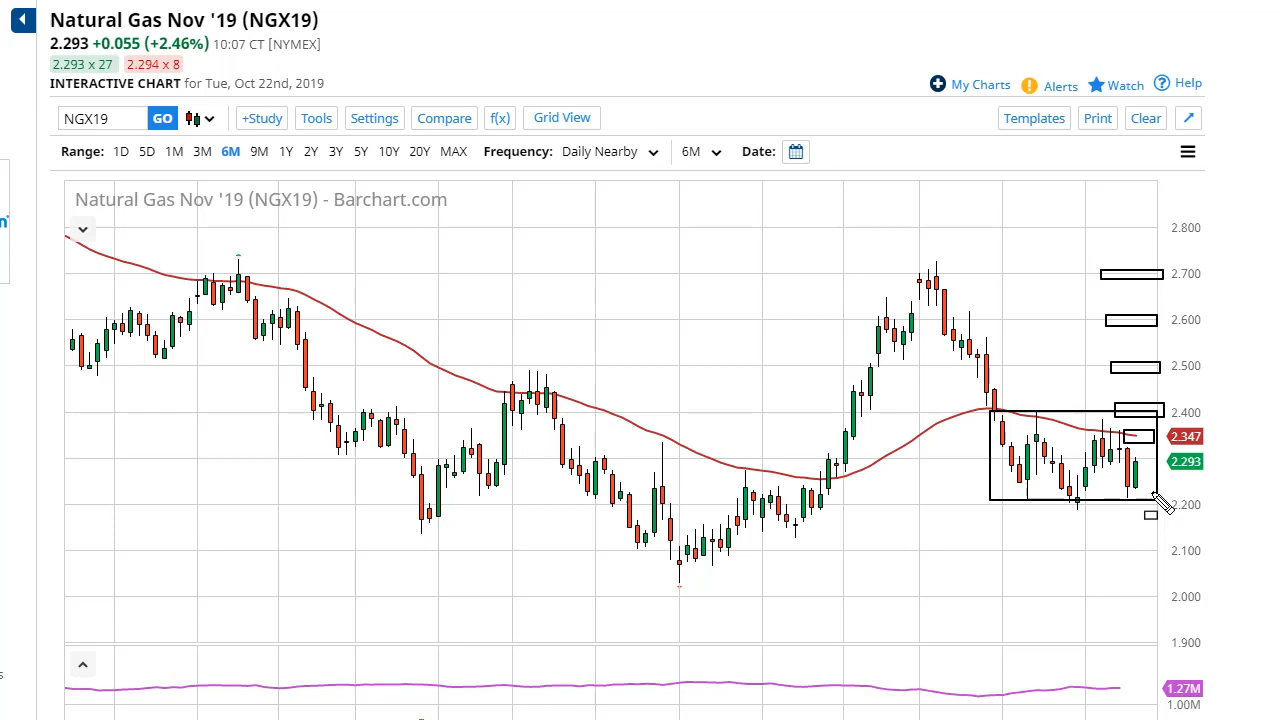 Natural Gas Nov '19 (NGX19)
2.293 +0.055 (+2.46%) 10:07 CT [NYMEX]
2.293 x 27 2.294 x 8
INTERACTIVE CHART for Tue, Oct 22nd, 2019
My Charts Alerts Watch Help
NGX19 GO +Study Tools Settings Compare f(x) Grid View Templates Print Clear
Range: 1D 5D 1M 3M 6M 9M 1Y 2Y 3Y 5Y 10Y 20Y MAX Frequency: Daily Nearby 6M Date:
Natural Gas Nov '19 (NGX19) - Barchart.com
2.800
2.700
2.600
2.500
2.400
2.347
2.293
2.200
2.100
2.000
1.900
1.27M
1.00M